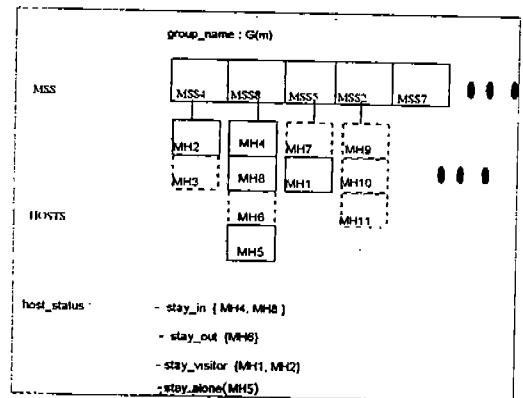 group_name : G(m)
MSS MSS4 MSS8 MSS5 MSS2 MSS7
MH2 MH4 MH7 MH9
MH3 MH8 MH1 MH10
HOSTS MH6 MH11
MH5
host_status : - stay_in { MH4, MH8 }
- stay_out {MH6}
- stay_visitor {MH1, MH2}
- stay_alone(MH5)